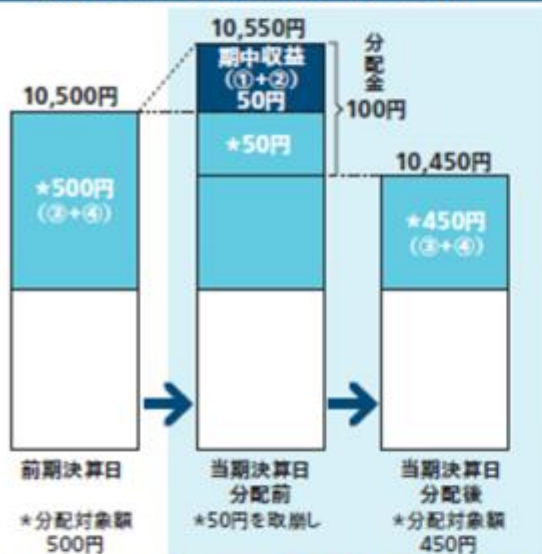 10,550円
期中収益
(①+②)
50円
分配金
100円
10,500円
*50円
10,450円
*500円
(③+④)
*450円
(③+④)
前期決算日
*分配対象額
500円
当期決算日
分配前
*50円を取崩し
当期決算日
分配後
*分配対象額
450円